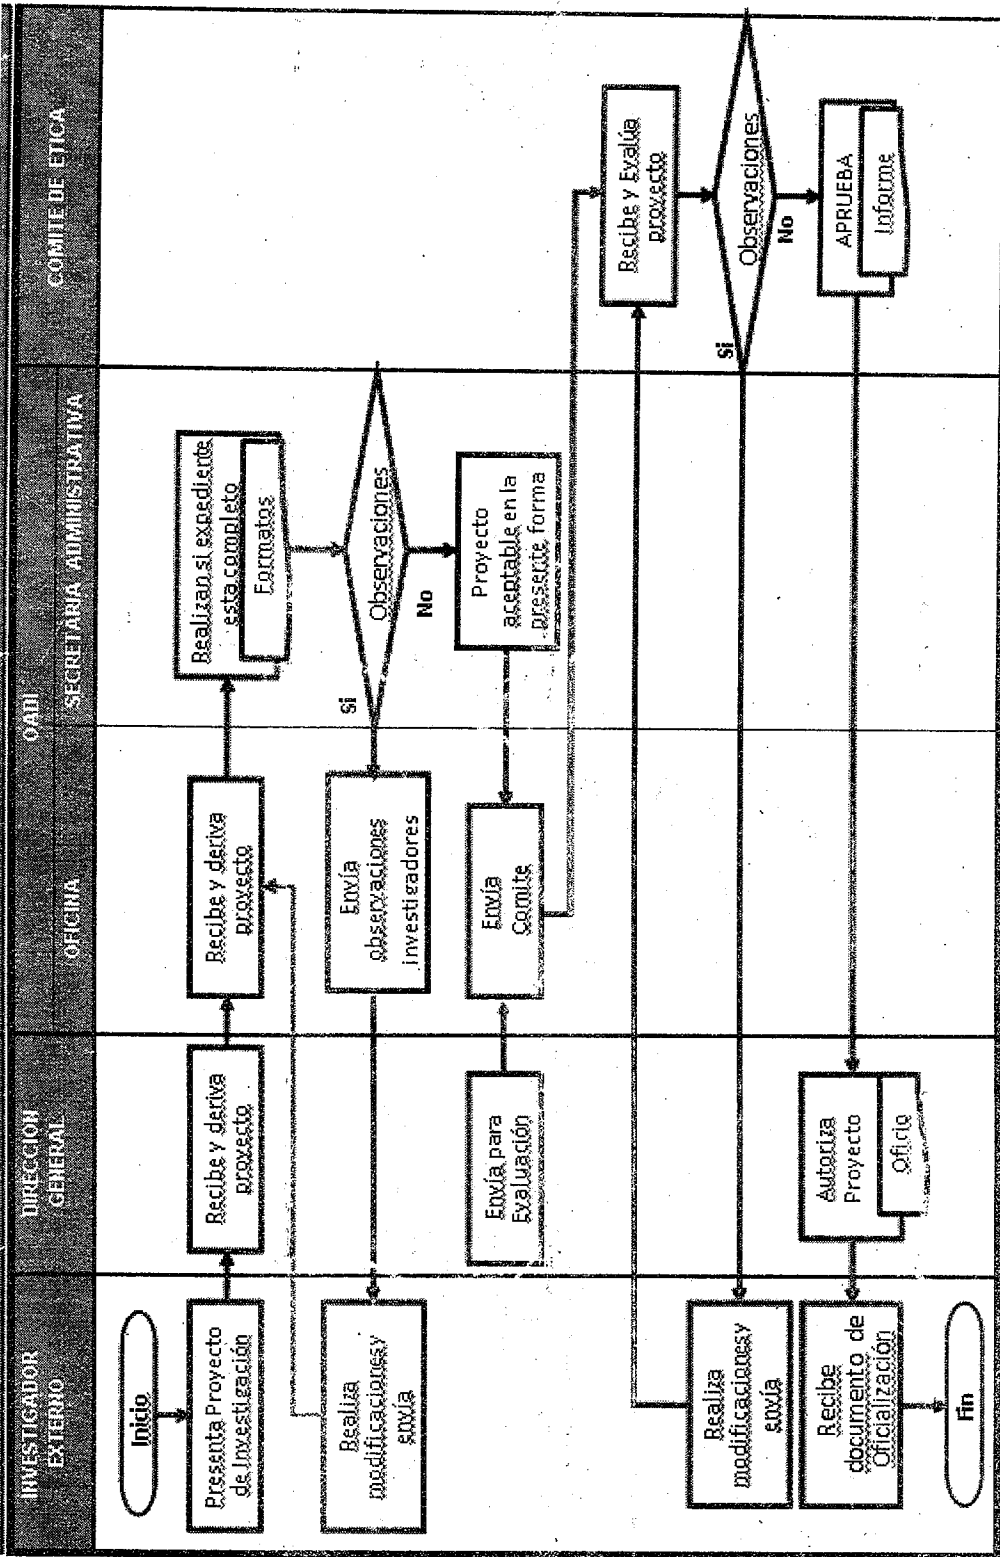 INVESTIGADOR
EXTERNO
DIRECCION
GENERAL
OADI
OFICINA
SECRETARIA ADMINISTRATIVA
COMITE DE ETICA
Inicio
Presenta Proyecto
de Investigación
Recibe y deriva
proyecto
Recibe y deriva
proyecto
Realizan si expediente
esta completo
Formatos
Observaciones
Si
No
Envía
observaciones
investigadores
Realiza
modificaciones y
envía
Proyecto
aceptable en la
presente forma
Envía para
Evaluación
Envía
Comite
Recibe y Evalúa
proyecto
Observaciones
Si
No
Realiza
modificaciones y
envía
APRUEBA
Informe
Autoriza
Proyecto
Oficio
Recibe
documento de
Oficialización
Fin